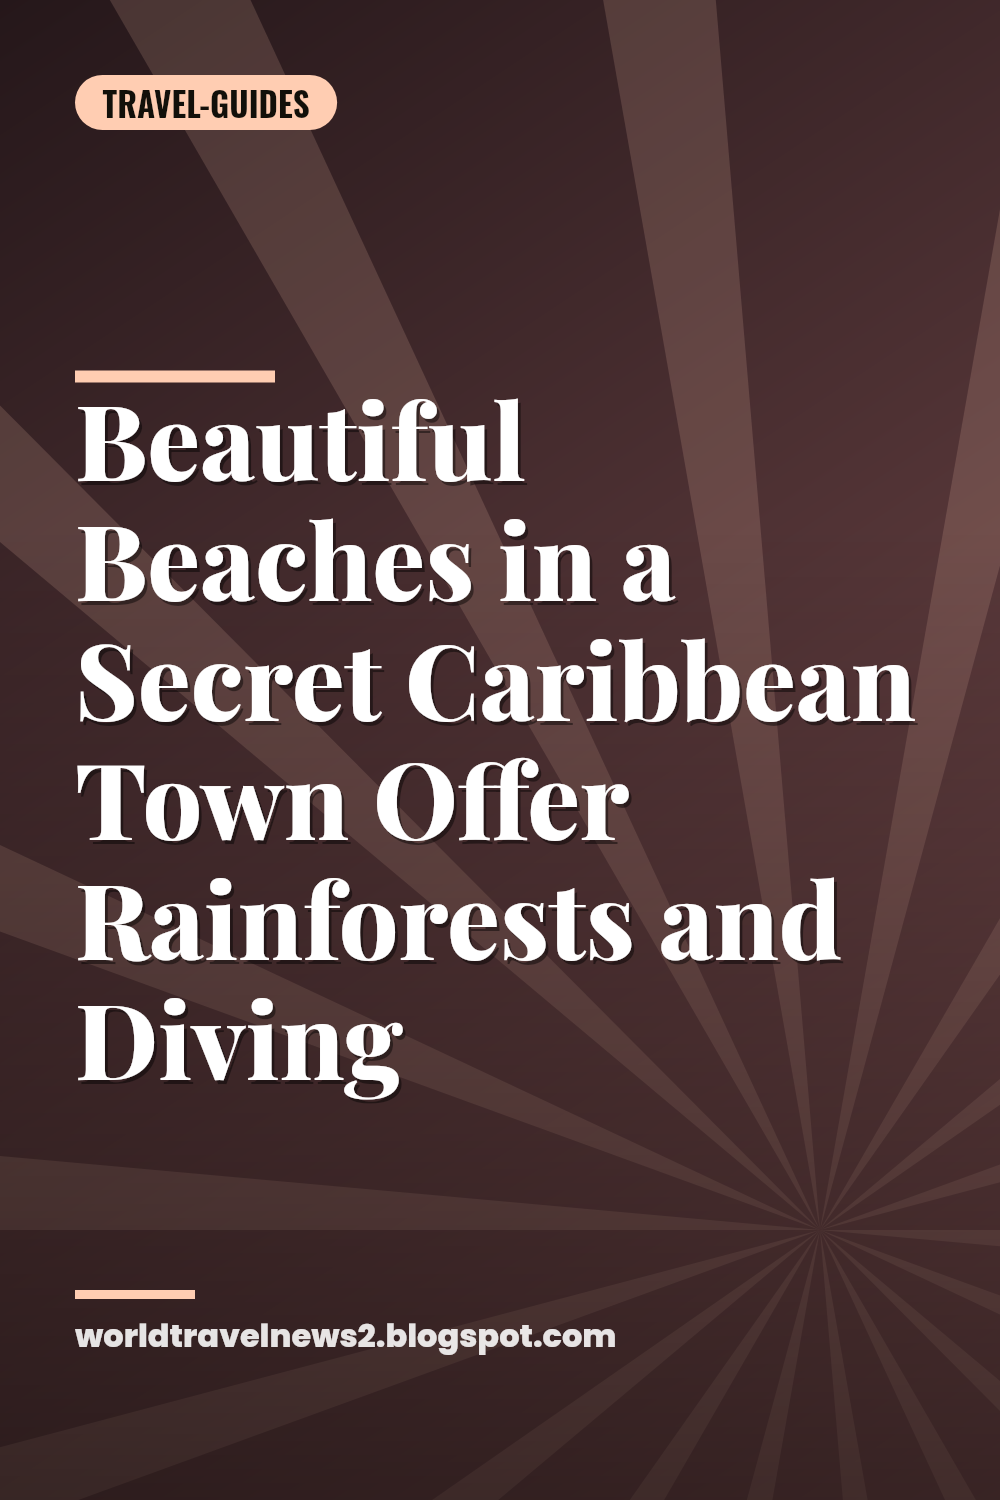 TRAVEL-GUIDES
Beautiful
Beaches in a
Secret Caribbean
Town Offer
Rainforests and
Diving
worldtravelnews2.blogspot.com